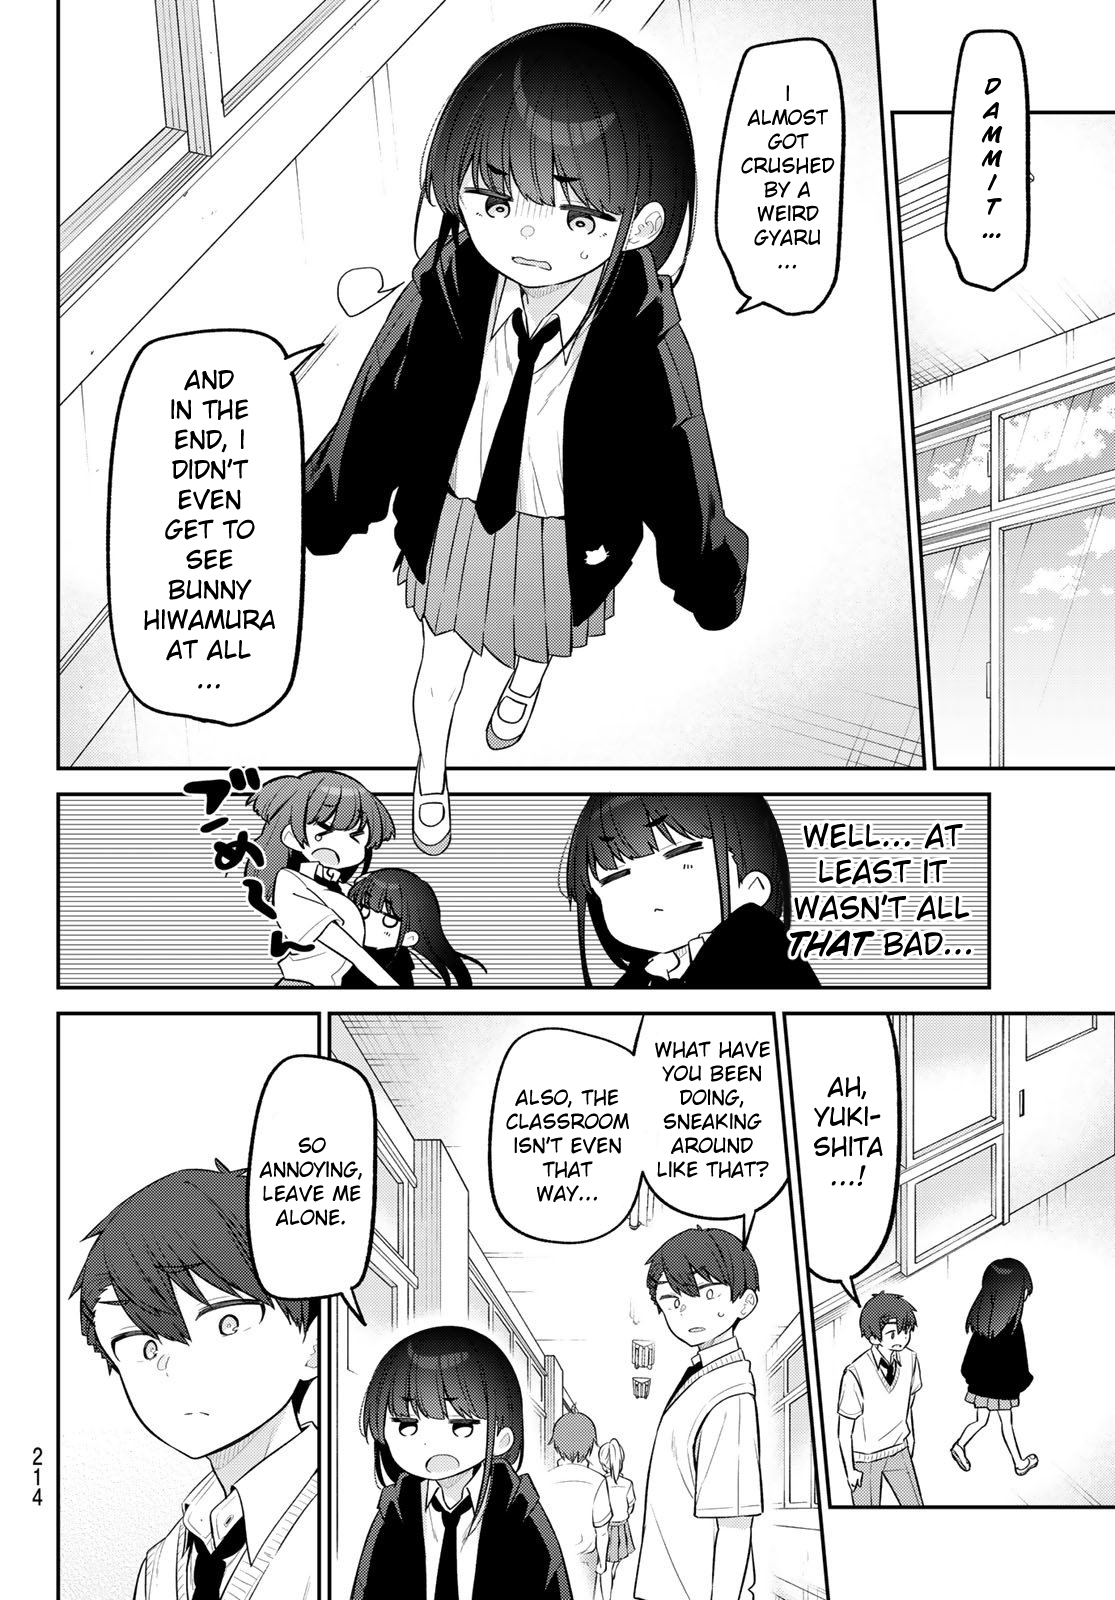 DAMMIT...
I
ALMOST
GOT
CRUSHED
BY A
WEIRD
GYARU
...
AND
IN THE
END, I
DIDN'T
EVEN
GET TO
SEE
BUNNY
HIWAMURA
AT ALL
...
WELL... AT
LEAST IT
WASN'T ALL
THAT BAD...
ブめ〜ん
AH,
YUKI-
SHITA
...!
WHAT HAVE
YOU BEEN
DOING,
SNEAKING
AROUND
LIKE THAT?
ALSO, THE
CLASSROOM
ISN'T EVEN
THAT
WAY...
SO
ANNOYING,
LEAVE ME
ALONE.
214